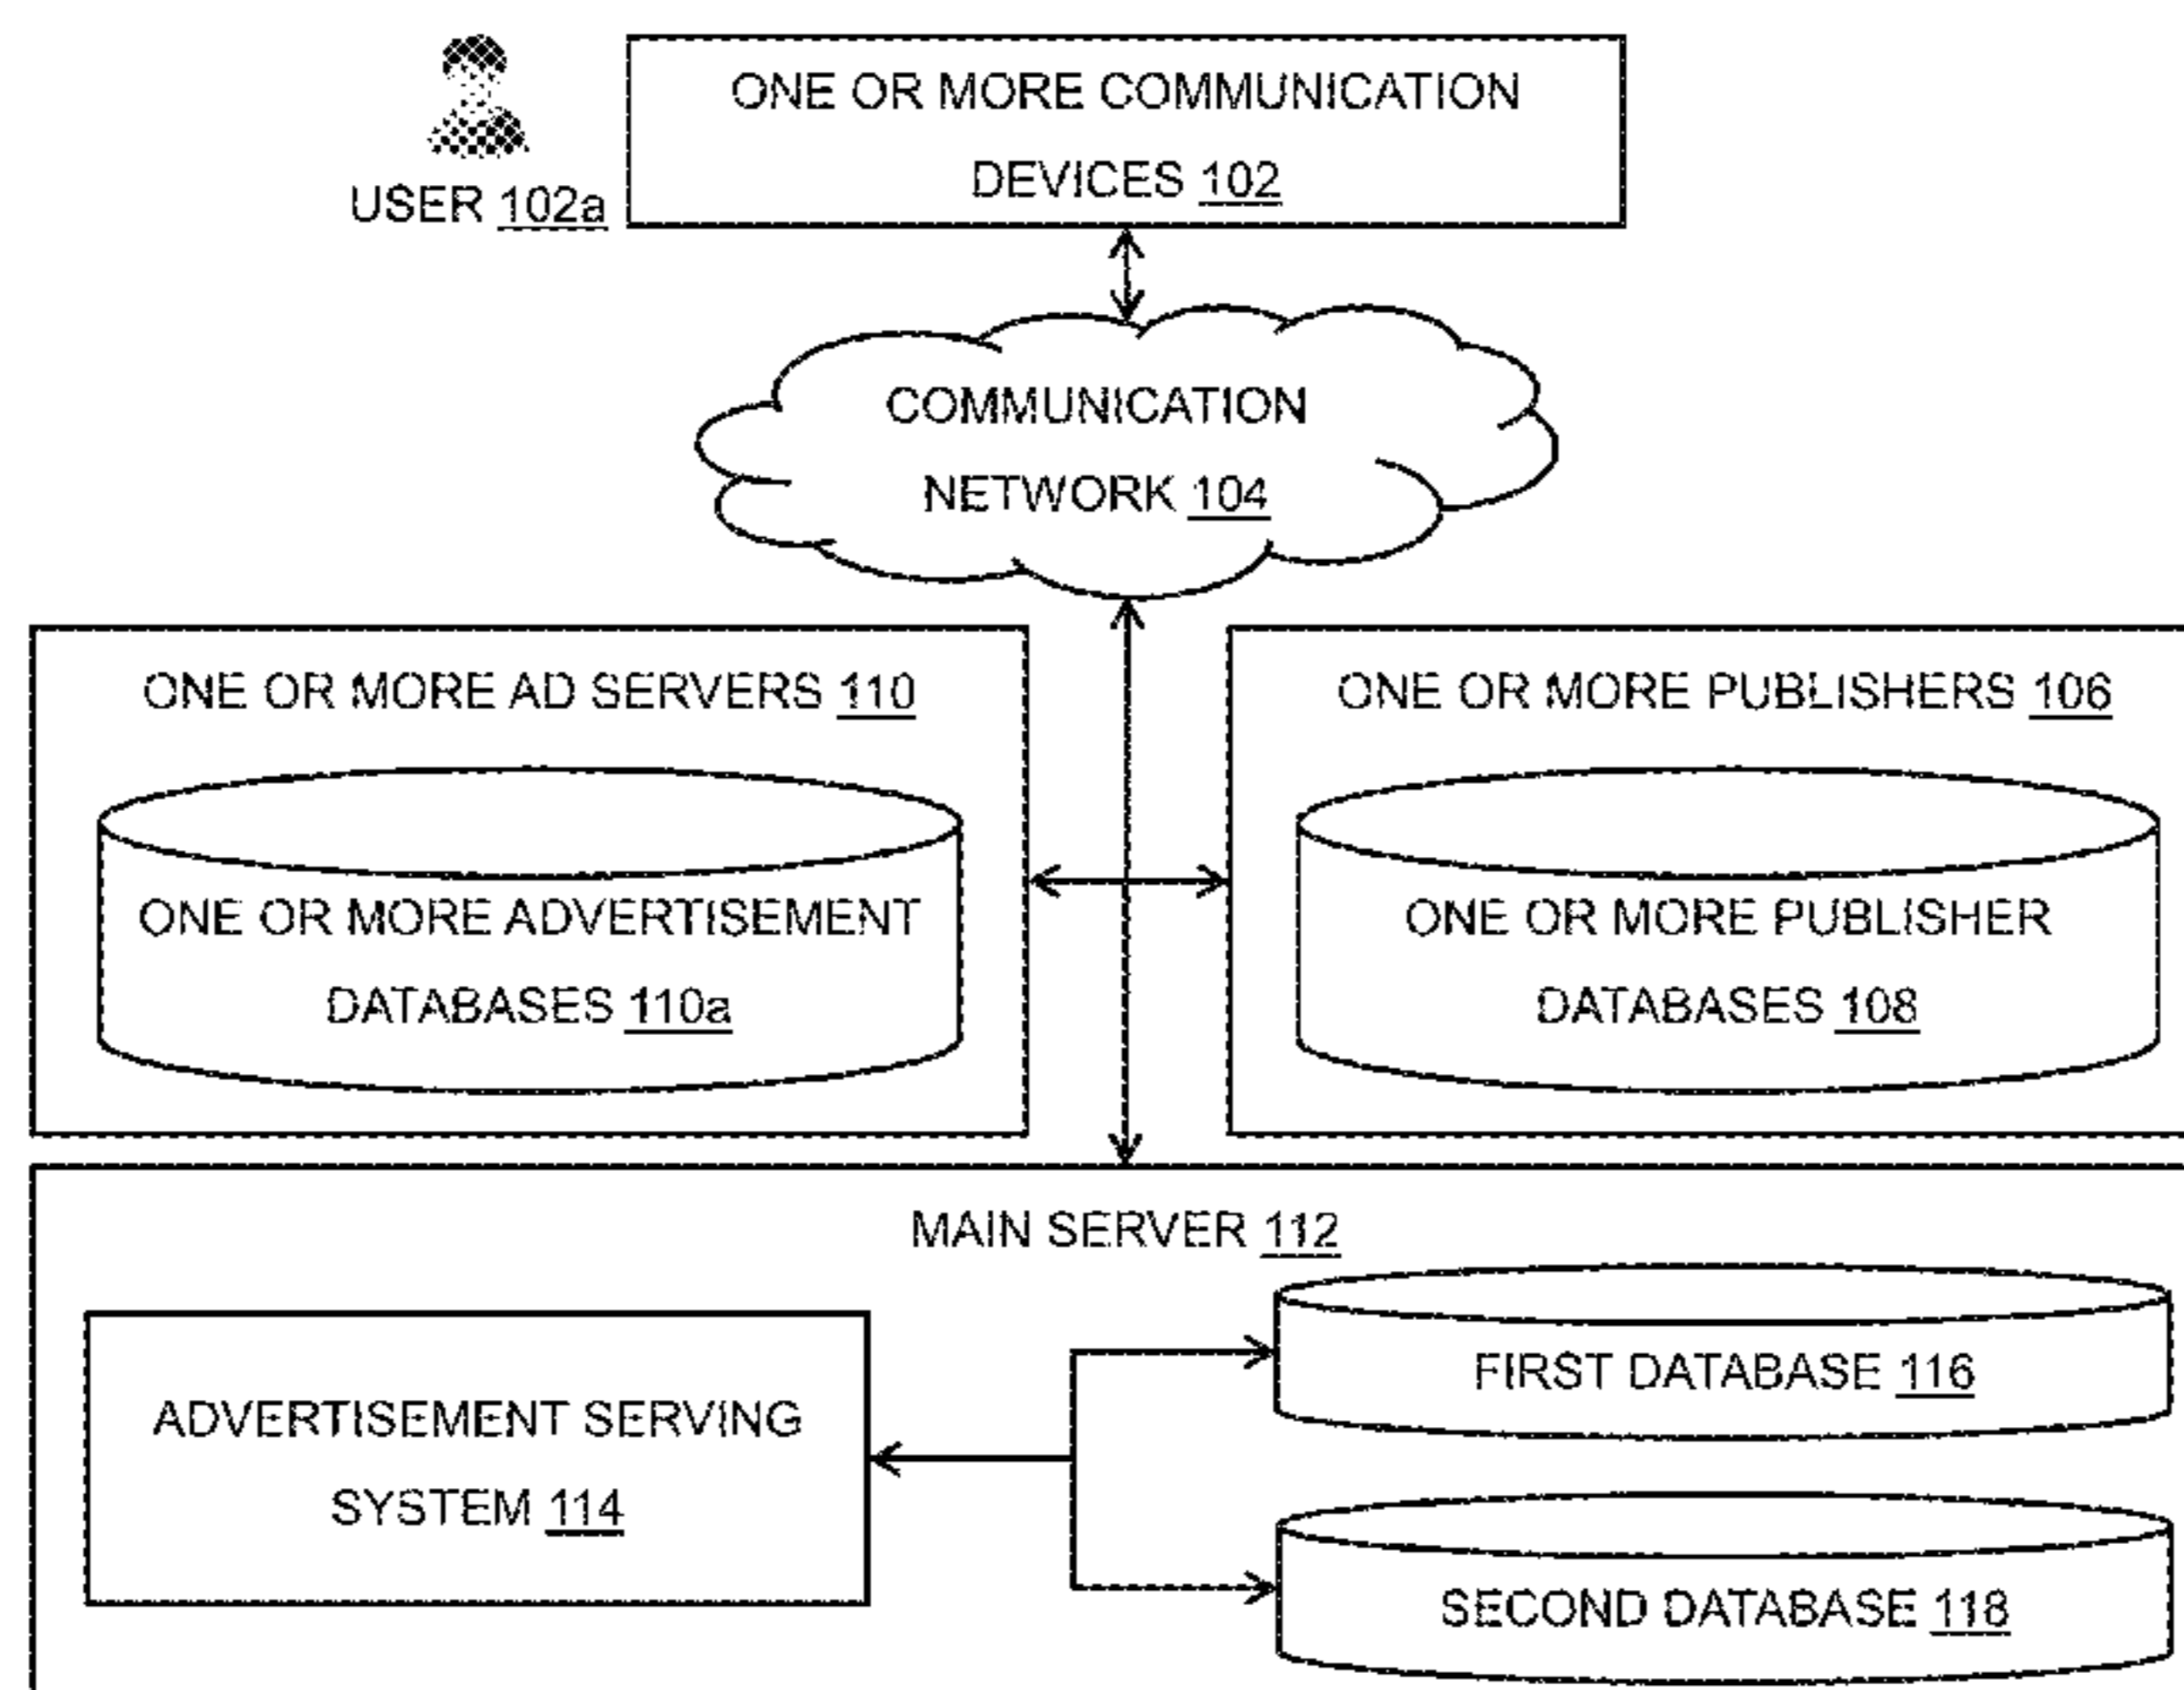 ONE OR MORE COMMUNICATION
DEVICES 102
USER 102a
COMMUNICATION
NETWORK 104
ONE OR MORE AD SERVERS 110
ONE OR MORE ADVERTISEMENT
DATABASES 110a
ONE OR MORE PUBLISHERS 106
ONE OR MORE PUBLISHER
DATABASES 108
MAIN SERVER 112
ADVERTISEMENT SERVING
SYSTEM 114
FIRST DATABASE 116
SECOND DATABASE 118